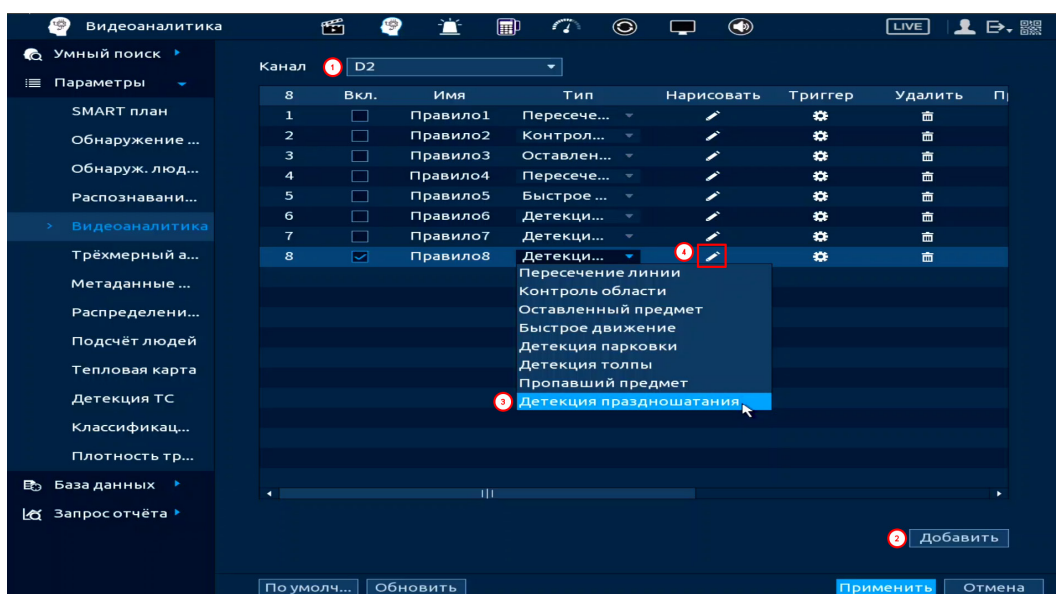 Видеоаналитика LIVE
Умный поиск
Параметры
SMART план
Обнаружение ...
Обнаруж. люд...
Распознавани...
Видеоаналитика
Трёхмерный а...
Метаданные ...
Распределени...
Подсчёт людей
Тепловая карта
Детекция ТС
Классификац...
Плотность тр...
База данных
Запрос отчёта
Канал 1 D2
8 Вкл. Имя Тип Нарисовать Триггер Удалить
1 Правило1 Пересече...
2 Правило2 Контрол...
3 Правило3 Оставлен...
4 Правило4 Пересече...
5 Правило5 Быстрое ...
6 Правило6 Детекци...
7 Правило7 Детекци...
8 Правило8 Детекци... 4
Пересечение линии
Контроль области
Оставленный предмет
Быстрое движение
Детекция парковки
Детекция толпы
Пропавший предмет
3 Детекция праздношатания
2 Добавить
По умолч... Обновить Применить Отмена